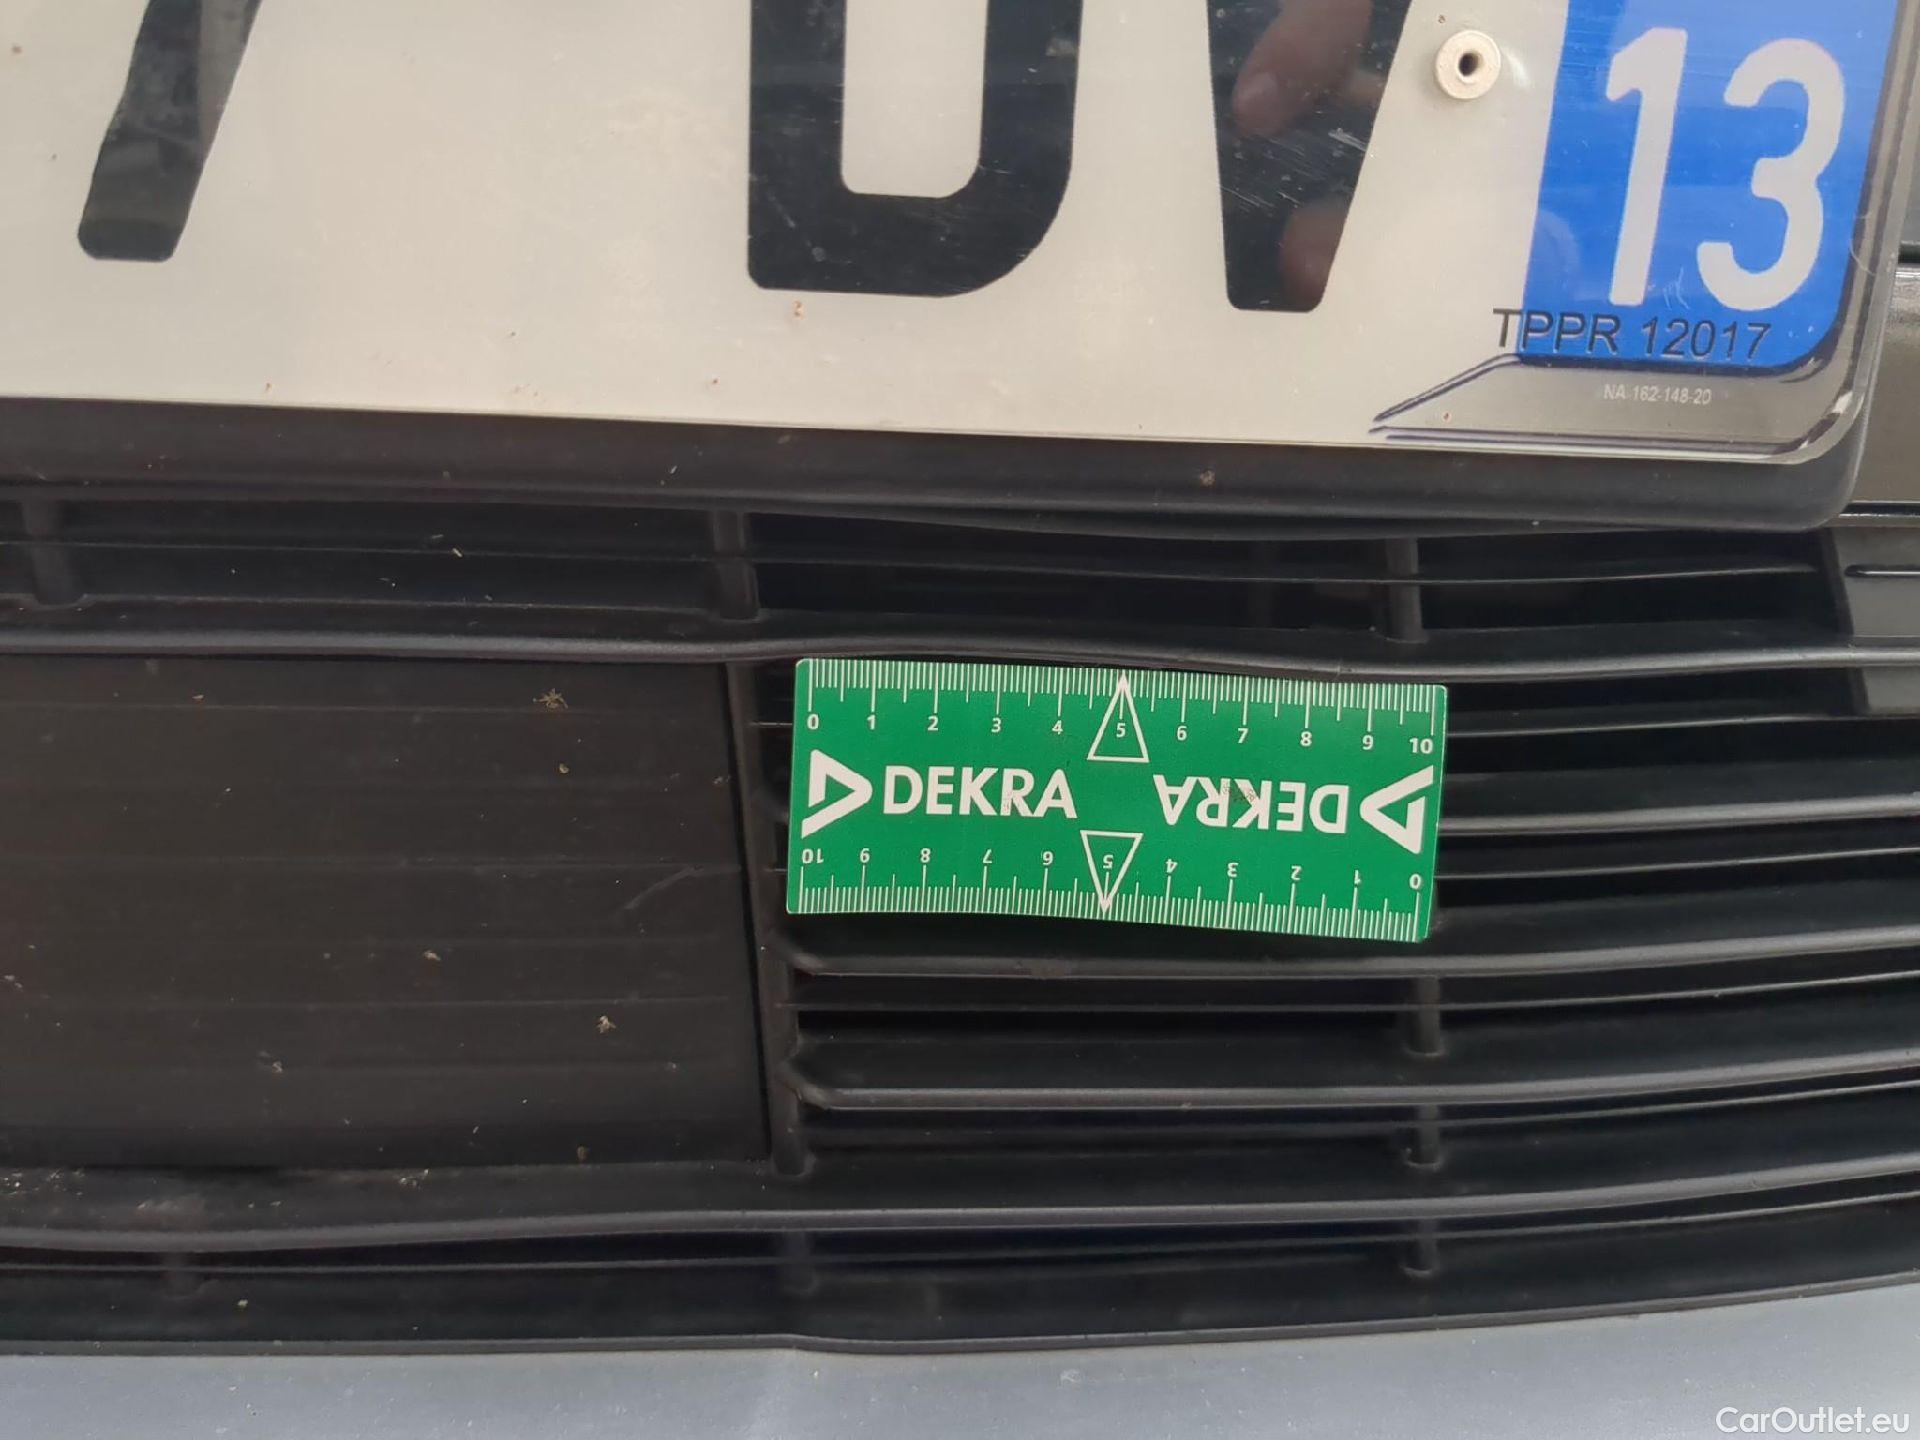 7 DV
13
TPPR 12017
NA-162-148-20
0 1 2 3 4 5 6 7 8 9 10
DEKRA DEKRA
10 9 8 7 6 5 4 3 2 1 0
CarOutlet.eu